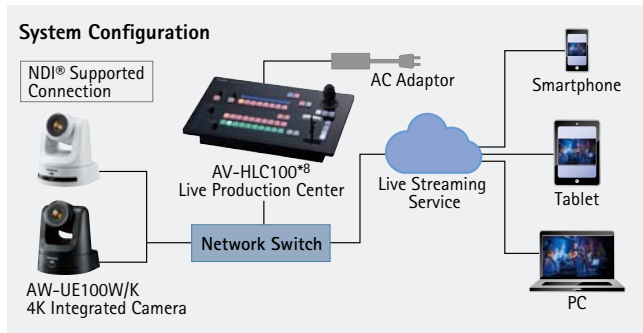 System Configuration
NDI® Supported
Connection
AC Adaptor
Smartphone
AV-HLC100*8
Live Production Center
Live Streaming
Service
Tablet
Network Switch
AW-UE100W/K
4K Integrated Camera
PC